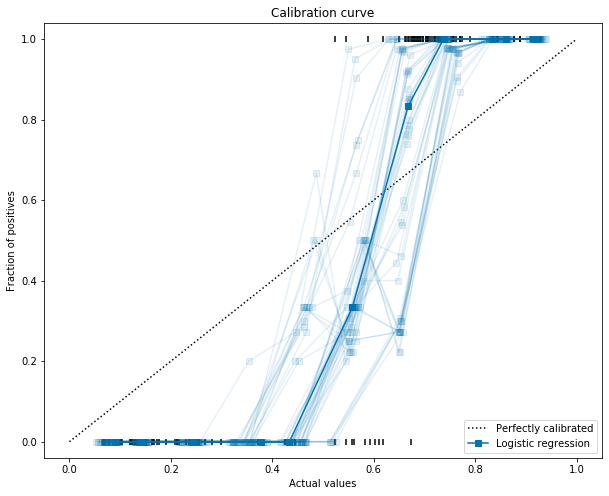 Calibration curve
Fraction of positives
1.0
0.8
0.6
0.4
0.2
0.0
0.0 0.2 0.4 0.6 0.8 1.0
Actual values
Perfectly calibrated
Logistic regression